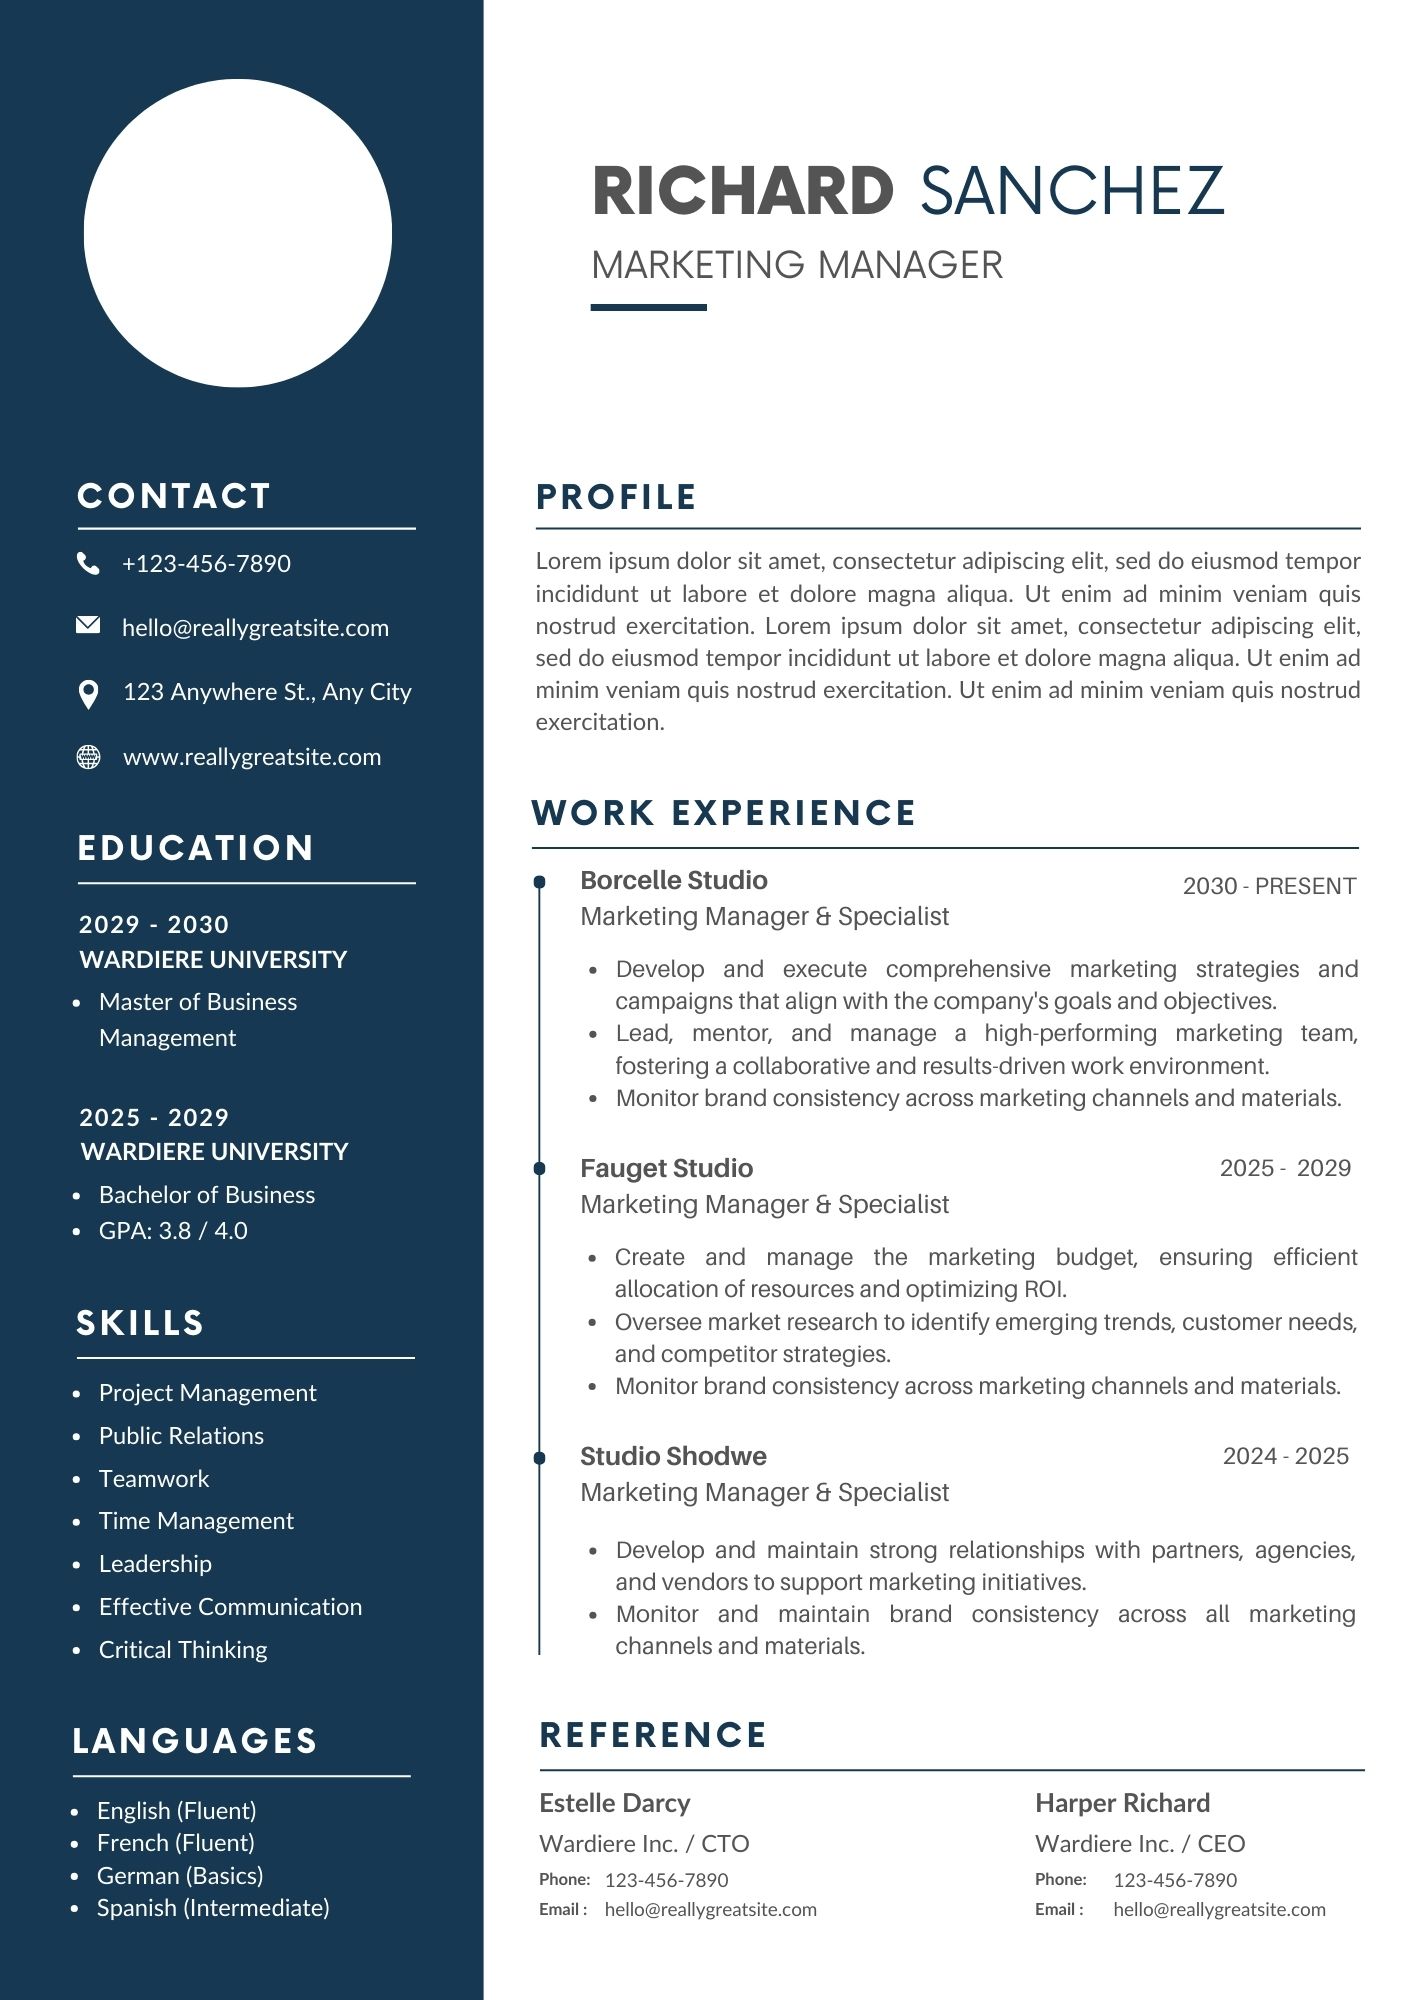 RICHARD SANCHEZ
MARKETING MANAGER
CONTACT
+123-456-7890
hello@reallygreatsite.com
123 Anywhere St., Any City
www.reallygreatsite.com
EDUCATION
2029 - 2030
WARDIERE UNIVERSITY
• Master of Business
Management
2025 - 2029
WARDIERE UNIVERSITY
• Bachelor of Business
• GPA: 3.8 / 4.0
SKILLS
• Project Management
• Public Relations
• Teamwork
• Time Management
• Leadership
• Effective Communication
• Critical Thinking
LANGUAGES
• English (Fluent)
• French (Fluent)
• German (Basics)
• Spanish (Intermediate)
PROFILE
Lorem ipsum dolor sit amet, consectetur adipiscing elit, sed do eiusmod tempor
incididunt ut labore et dolore magna aliqua. Ut enim ad minim veniam quis
nostrud exercitation. Lorem ipsum dolor sit amet, consectetur adipiscing elit,
sed do eiusmod tempor incididunt ut labore et dolore magna aliqua. Ut enim ad
minim veniam quis nostrud exercitation. Ut enim ad minim veniam quis nostrud
exercitation.
WORK EXPERIENCE
Borcelle Studio 2030 - PRESENT
Marketing Manager & Specialist
• Develop and execute comprehensive marketing strategies and
campaigns that align with the company's goals and objectives.
• Lead, mentor, and manage a high-performing marketing team,
fostering a collaborative and results-driven work environment.
• Monitor brand consistency across marketing channels and materials.
Fauget Studio 2025 - 2029
Marketing Manager & Specialist
• Create and manage the marketing budget, ensuring efficient
allocation of resources and optimizing ROI.
• Oversee market research to identify emerging trends, customer needs,
and competitor strategies.
• Monitor brand consistency across marketing channels and materials.
Studio Shodwe 2024 - 2025
Marketing Manager & Specialist
• Develop and maintain strong relationships with partners, agencies,
and vendors to support marketing initiatives.
• Monitor and maintain brand consistency across all marketing
channels and materials.
REFERENCE
Estelle Darcy
Wardiere Inc. / CTO
Phone: 123-456-7890
Email : hello@reallygreatsite.com
Harper Richard
Wardiere Inc. / CEO
Phone: 123-456-7890
Email : hello@reallygreatsite.com